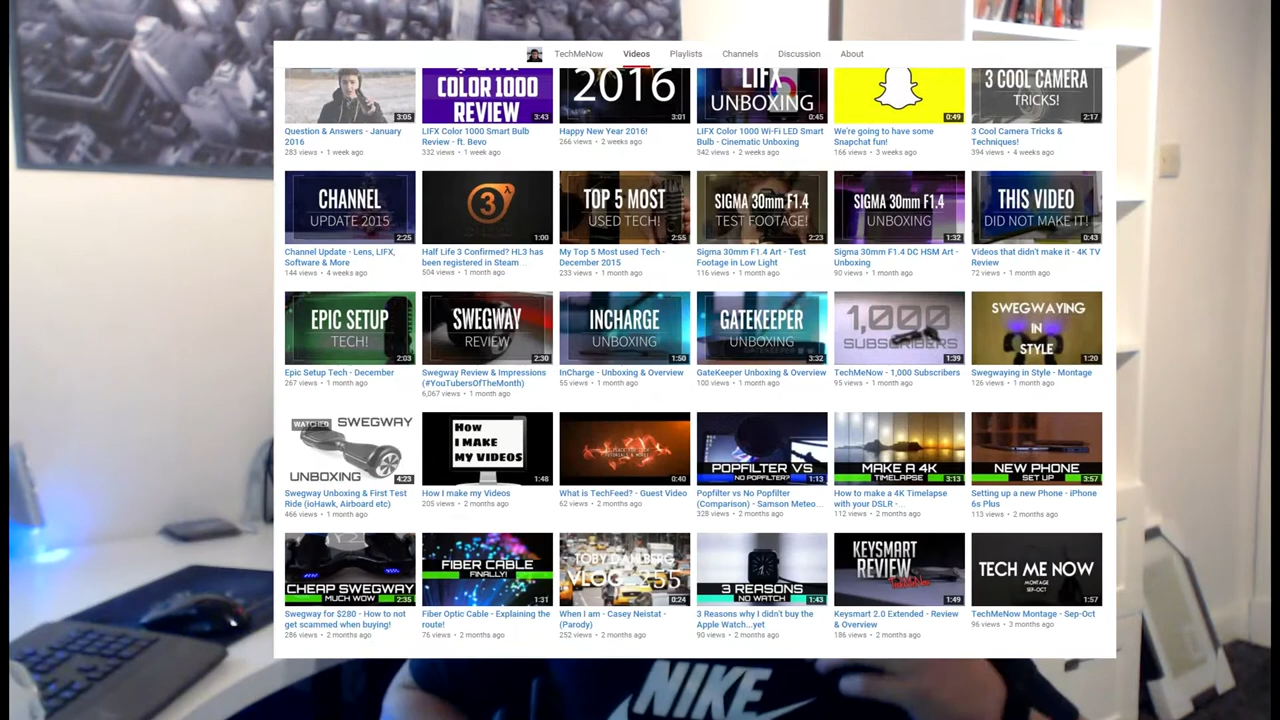 TechMeNow Videos Playlists Channels Discussion About
3:05
LIFX
COLOR 1000
REVIEW
3:43
2016
3:01
LIFX
UNBOXING
0:45
0:49
3 COOL CAMERA
TRICKS!
2:17
Question & Answers - January
2016
283 views • 1 week ago
LIFX Color 1000 Smart Bulb
Review - ft. Bevo
332 views • 1 week ago
Happy New Year 2016!
266 views • 2 weeks ago
LIFX Color 1000 Wi-Fi LED Smart
Bulb - Cinematic Unboxing
342 views • 2 weeks ago
We're going to have some
Snapchat fun!
166 views • 3 weeks ago
3 Cool Camera Tricks &
Techniques!
394 views • 4 weeks ago
CHANNEL
UPDATE 2015
2:25
3
λ
1:00
TOP 5 MOST
USED TECH!
2:55
SIGMA 30mm F1.4
TEST FOOTAGE!
2:23
SIGMA 30mm F1.4
UNBOXING
1:32
THIS VIDEO
DID NOT MAKE IT!
0:43
Channel Update - Lens, LIFX,
Software & More
144 views • 4 weeks ago
Half Life 3 Confirmed? HL3 has
been registered in Steam ...
504 views • 1 month ago
My Top 5 Most used Tech -
December 2015
233 views • 1 month ago
Sigma 30mm F1.4 Art - Test
Footage in Low Light
116 views • 1 month ago
Sigma 30mm F1.4 DC HSM Art -
Unboxing
90 views • 1 month ago
Videos that didn't make it - 4K TV
Review
72 views • 1 month ago
EPIC SETUP
TECH!
2:03
SWEGWAY
REVIEW
2:30
INCHARGE
UNBOXING
1:50
GATEKEEPER
UNBOXING
3:32
1,000
SUBSCRIBERS
1:39
SWEGWAYING
IN
STYLE
1:20
Epic Setup Tech - December
267 views • 1 month ago
Swegway Review & Impressions
(#YouTubersOfTheMonth)
6,067 views • 1 month ago
InCharge - Unboxing & Overview
55 views • 1 month ago
GateKeeper Unboxing & Overview
100 views • 1 month ago
TechMeNow - 1,000 Subscribers
95 views • 1 month ago
Swegwaying in Style - Montage
126 views • 1 month ago
WATCHED
SWEGWAY
UNBOXING
4:23
How
I MAKE
MY VIDEOS
1:48
0:40
POPFILTER VS
NO POPFILTER?
1:13
MAKE A 4K
TIMELAPSE
3:13
NEW PHONE
SET UP
3:57
Swegway Unboxing & First Test
Ride (ioHawk, Airboard etc)
466 views • 1 month ago
How I make my Videos
205 views • 2 months ago
What is TechFeed? - Guest Video
62 views • 2 months ago
Popfilter vs No Popfilter
(Comparison) - Samson Meteo...
328 views • 2 months ago
How to make a 4K Timelapse
with your DSLR - ...
112 views • 2 months ago
Setting up a new Phone - iPhone
6s Plus
113 views • 2 months ago
CHEAP SWEGWAY
MUCH WOW
2:35
FIBER CABLE
FINALLY!
1:31
TOBY DAHLBERG
VLOG 255
0:24
3 REASONS
NO WATCH
1:43
KEYSMART
REVIEW
TechMeNow
1:49
TECH ME NOW
MONTAGE
SEP-OCT
1:57
Swegway for $280 - How to not
get scammed when buying!
286 views • 2 months ago
Fiber Optic Cable - Explaining the
route!
76 views • 2 months ago
When I am - Casey Neistat -
(Parody)
252 views • 2 months ago
3 Reasons why I didn't buy the
Apple Watch...yet
90 views • 2 months ago
Keysmart 2.0 Extended - Review
& Overview
186 views • 2 months ago
TechMeNow Montage - Sep-Oct
96 views • 3 months ago
NIKE